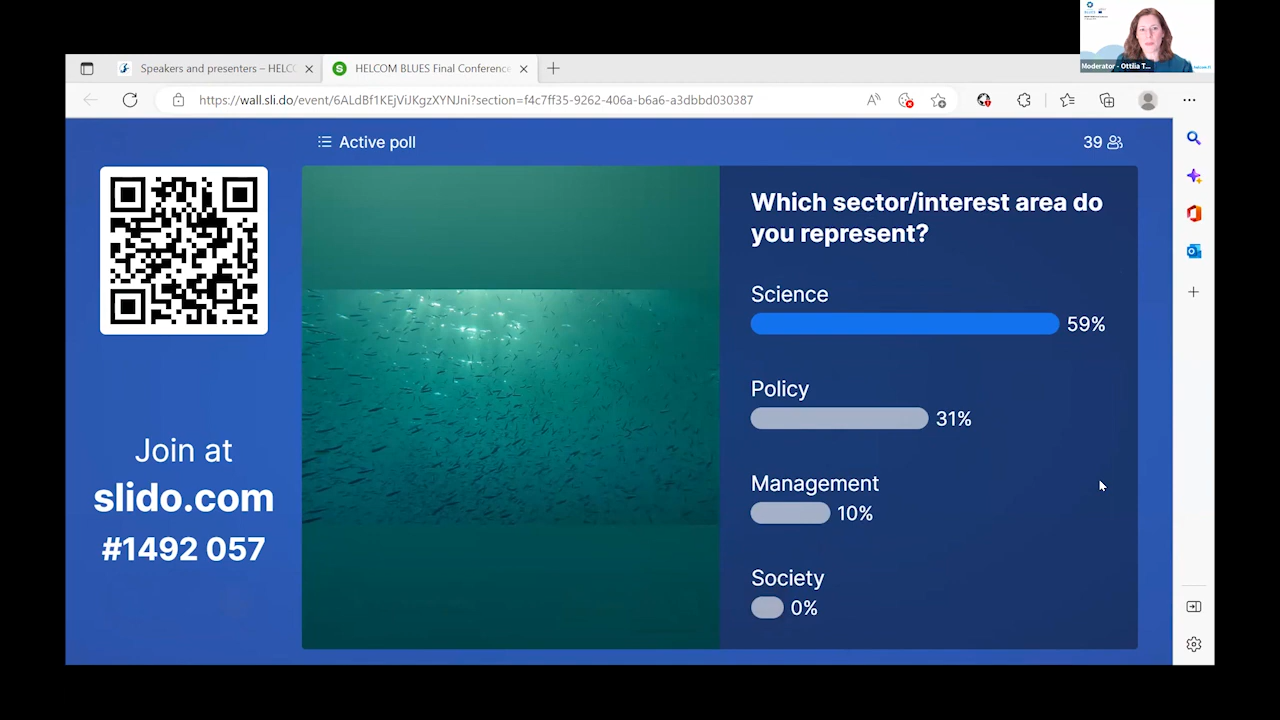 Moderator - Ottilia T...
Speakers and presenters – HELCO
HELCOM BLUES Final Conference
https://wall.sli.do/event/6ALdBf1KEjViJKgzXYNJni?section=f4c7ff35-9262-406a-b6a6-a3dbbd030387
Active poll
39
Which sector/interest area do
you represent?
Science
59%
Policy
31%
Management
10%
Society
0%
Join at
slido.com
#1492 057